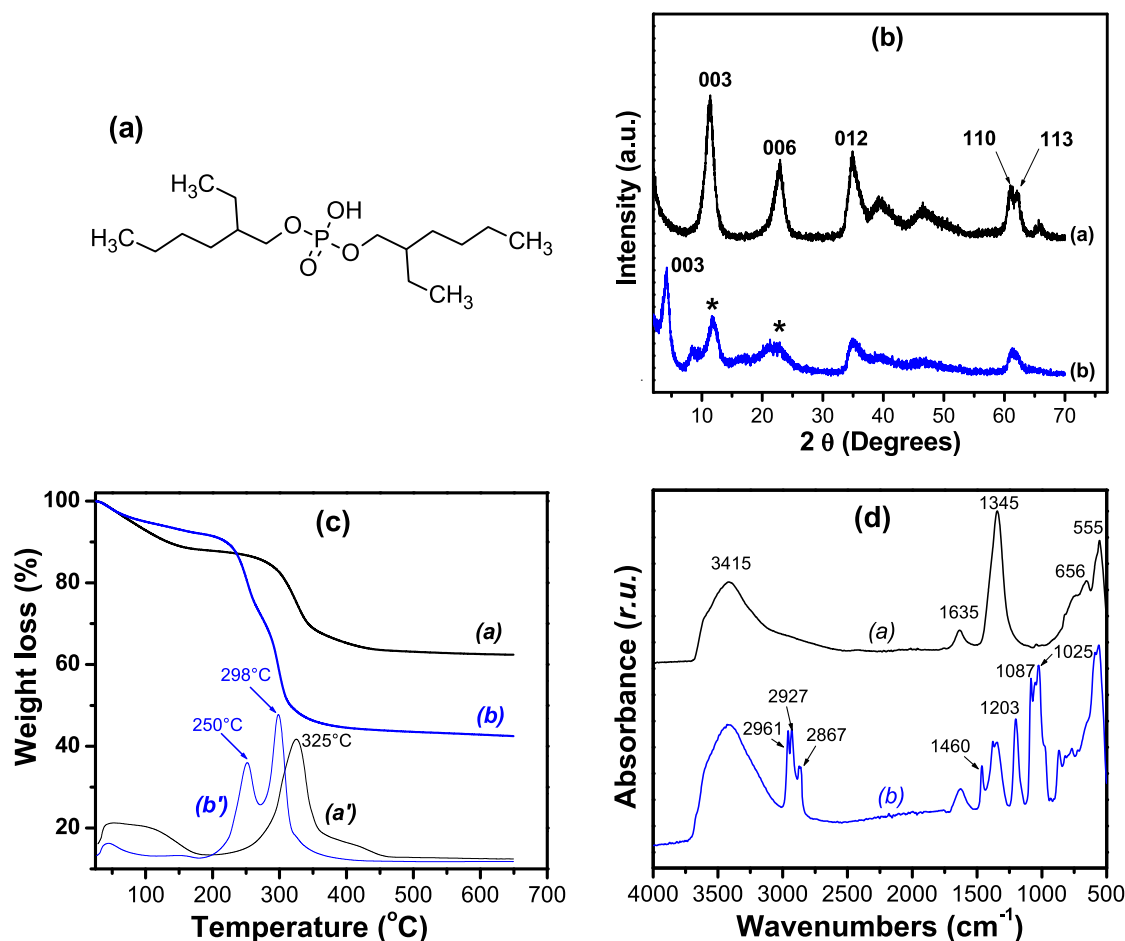 (a)
H₃C
OH
H₃C
O
P
O
O
CH₃
CH₃
(b)
003
006
012
110
113
(a)
003
*
*
(b)
Intensity (a.u.)
10 20 30 40 50 60 70
2 θ (Degrees)
(c)
100
80
60
40
20
Weight loss (%)
(a)
(b)
298°C
250°C
325°C
(b')
(a')
100 200 300 400 500 600 700
Temperature (°C)
(d)
1345
555
3415
656
1635
(a)
1087
1025
2927
2961
2867
1203
1460
(b)
Absorbance (r.u.)
4000 3500 3000 2500 2000 1500 1000 500
Wavenumbers (cm⁻¹)